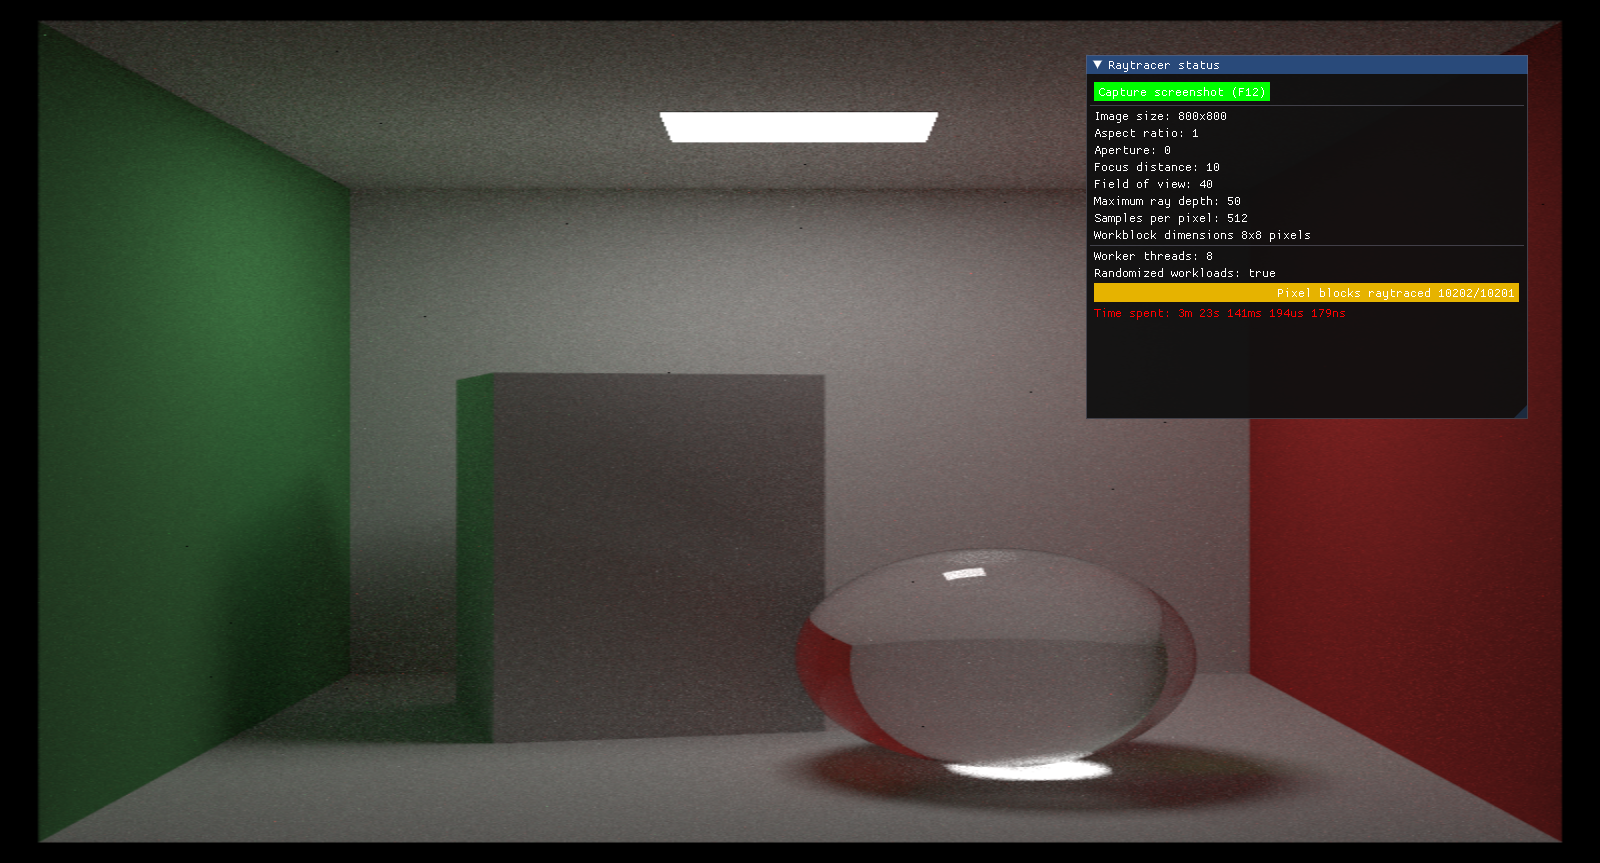 Raytracer status
Capture screenshot (F12)
Image size: 800x800
Aspect ratio: 1
Aperture: 0
Focus distance: 10
Field of view: 40
Maximum ray depth: 50
Samples per pixel: 512
Workblock dimensions 8x8 pixels
Worker threads: 8
Randomized workloads: true
Pixel blocks raytraced 10202/10201
Time spent: 3m 23s 141ms 194us 179ns